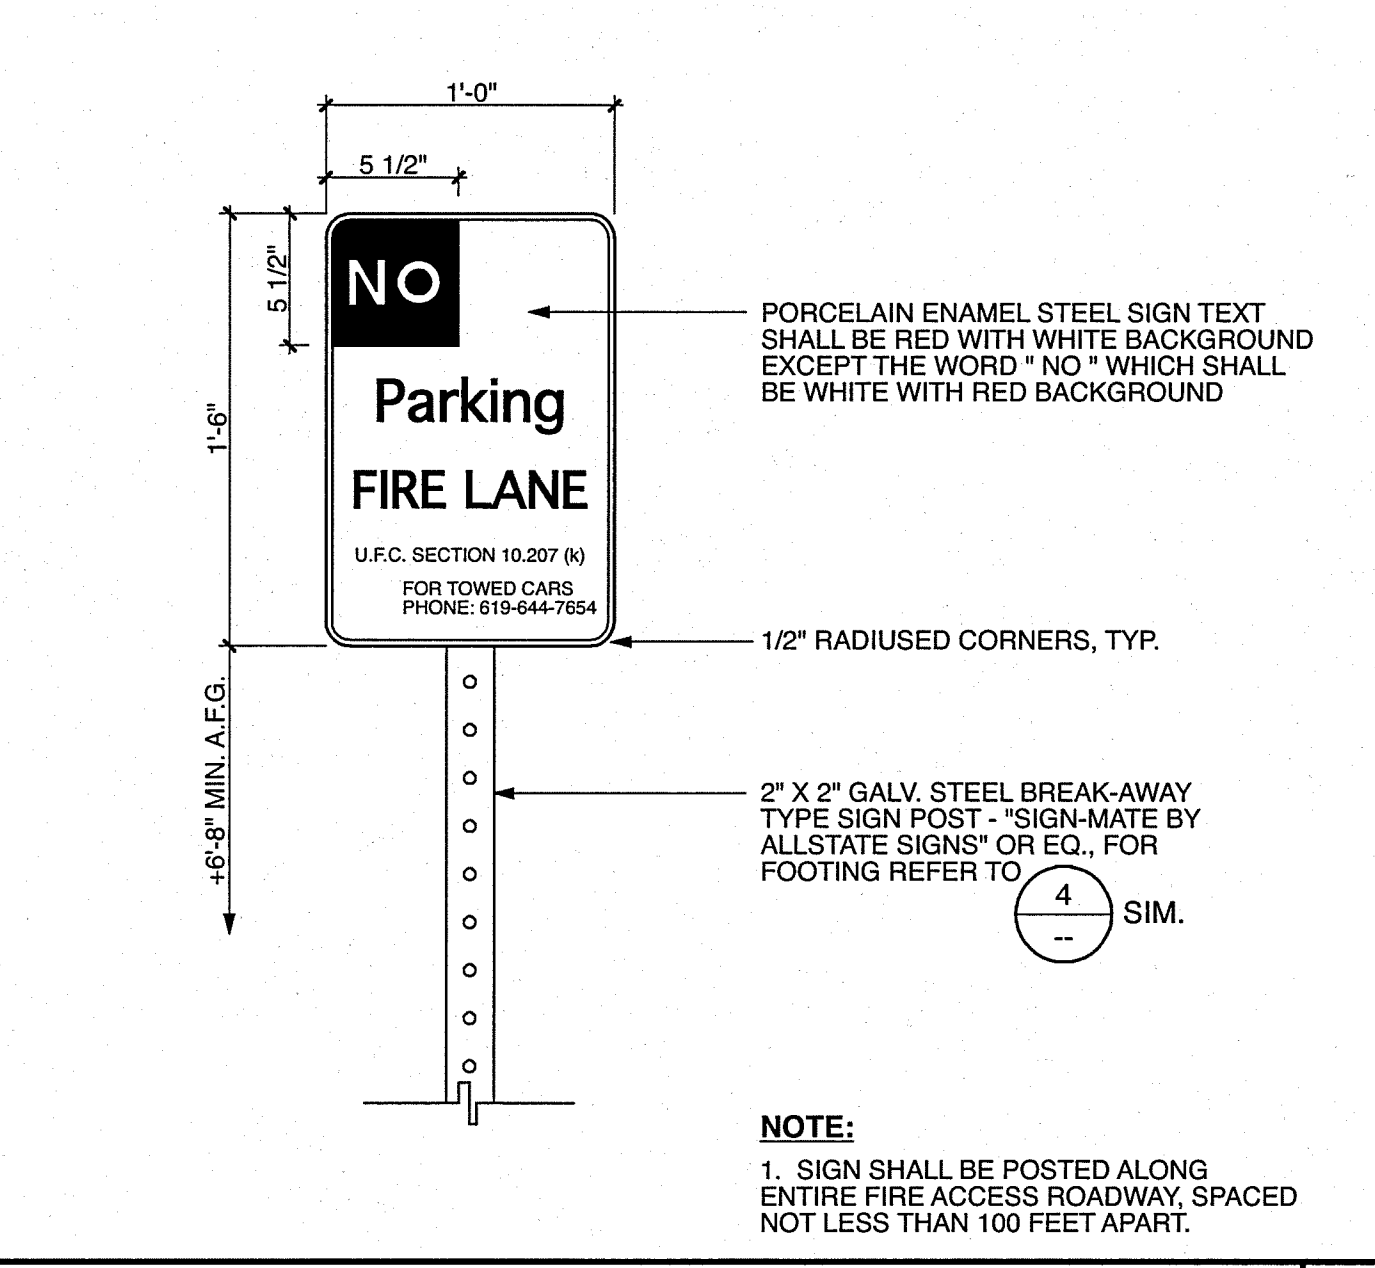 1'-0"
5 1/2"
5 1/2"
1'-6"
+6'-8" MIN. A.F.G.
NO
Parking
FIRE LANE
U.F.C. SECTION 10.207 (k)
FOR TOWED CARS
PHONE: 619-644-7654
PORCELAIN ENAMEL STEEL SIGN TEXT
SHALL BE RED WITH WHITE BACKGROUND
EXCEPT THE WORD " NO " WHICH SHALL
BE WHITE WITH RED BACKGROUND
1/2" RADIUSED CORNERS, TYP.
2" X 2" GALV. STEEL BREAK-AWAY
TYPE SIGN POST - "SIGN-MATE BY
ALLSTATE SIGNS" OR EQ., FOR
FOOTING REFER TO
4
--
SIM.
NOTE:
1. SIGN SHALL BE POSTED ALONG
ENTIRE FIRE ACCESS ROADWAY, SPACED
NOT LESS THAN 100 FEET APART.